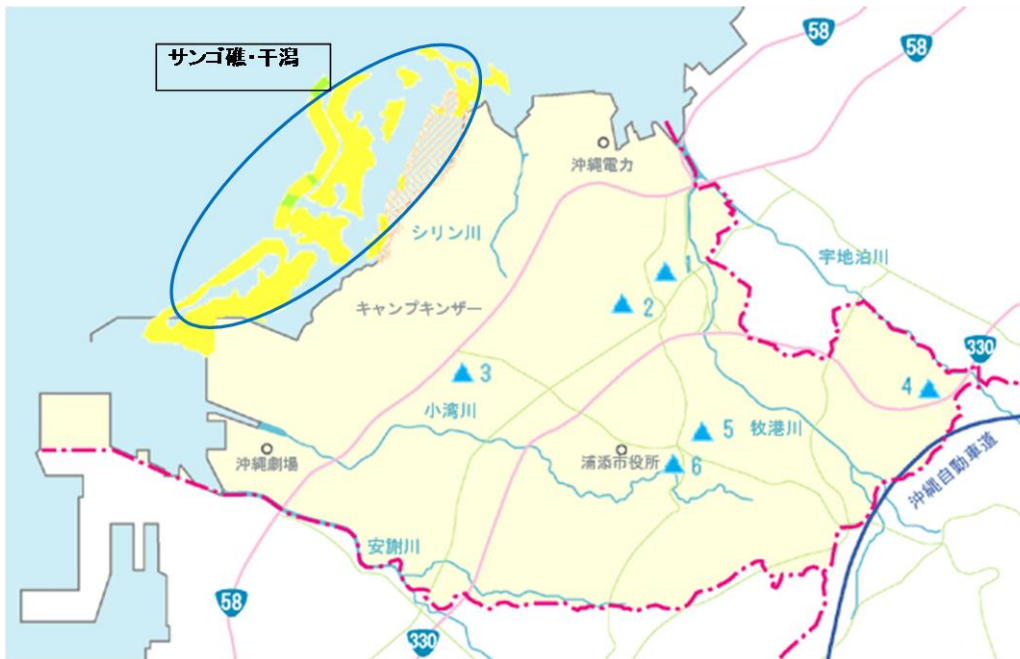 サンゴ礁・干潟
58
58
沖縄電力
シリン川
宇地泊川
1
2
キャンプキンザー
330
3
4
小湾川
5
牧港川
沖縄劇場
浦添市役所
6
沖縄自動車道
安謝川
58
330